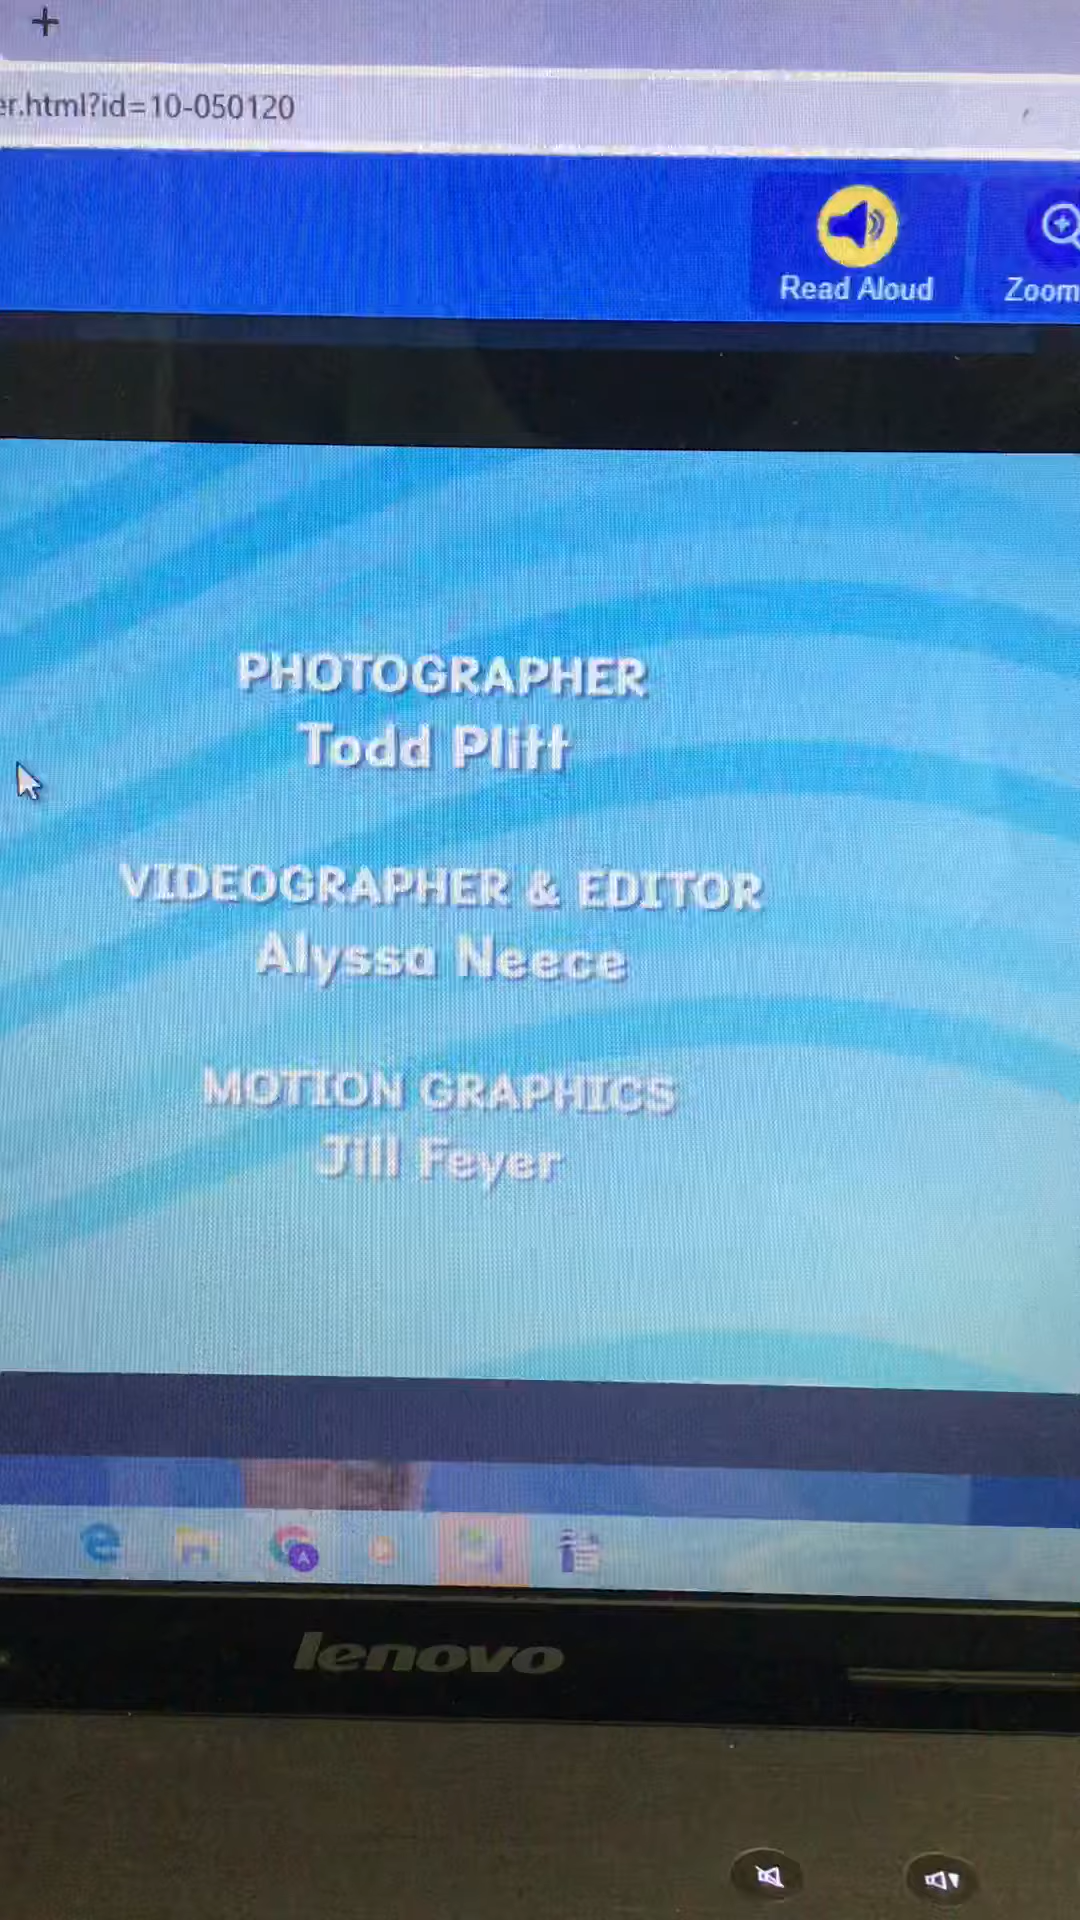 +
er.html?id=10-050120
Read Aloud
Zoom
PHOTOGRAPHER
Todd Plitt
VIDEOGRAPHER & EDITOR
Alyssa Neece
MOTION GRAPHICS
Jill Feyer
A
lenovo